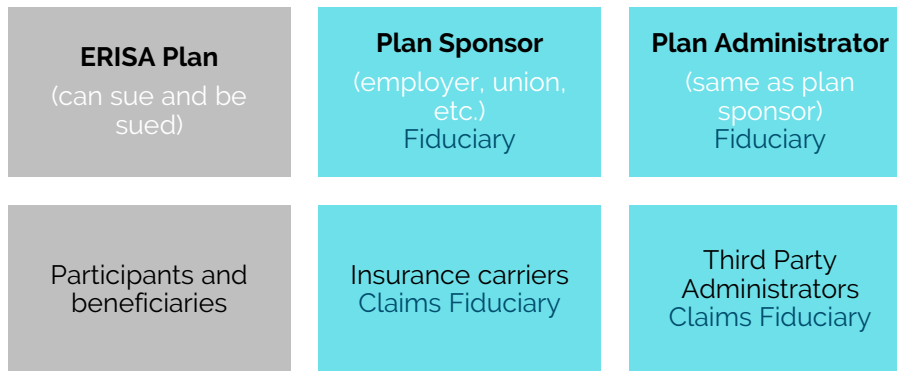 ERISA Plan
(can sue and be
sued)
Plan Sponsor
(employer, union,
etc.)
Fiduciary
Plan Administrator
(same as plan
sponsor)
Fiduciary
Participants and
beneficiaries
Insurance carriers
Claims Fiduciary
Third Party
Administrators
Claims Fiduciary